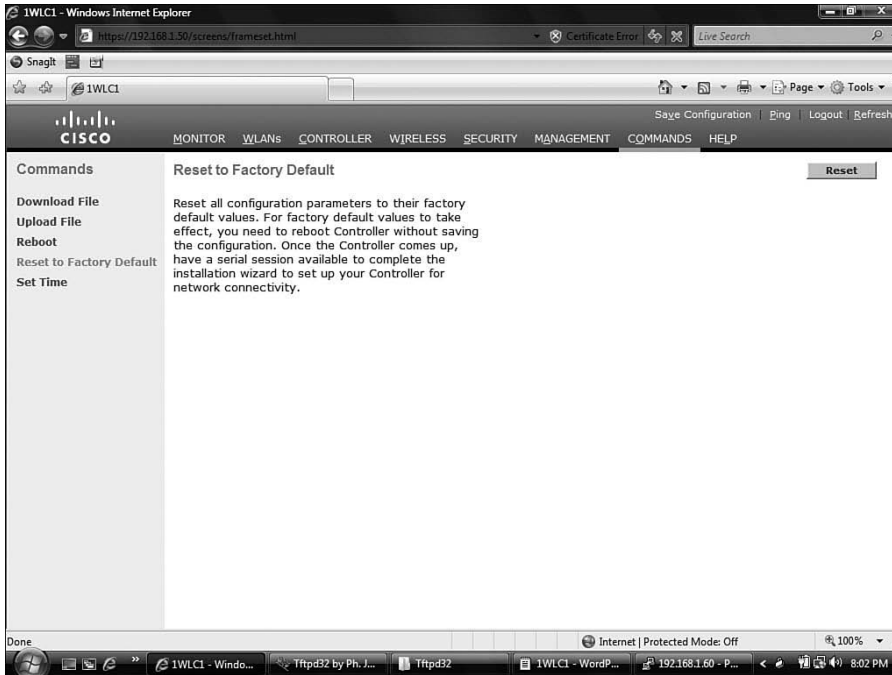 1WLC1 - Windows Internet Explorer
https://192.168.1.50/screens/frameset.html
Certificate Error
Live Search
SnagIt
1WLC1
Page
Tools
Save Configuration | Ping | Logout | Refresh
CISCO
MONITOR WLANs CONTROLLER WIRELESS SECURITY MANAGEMENT COMMANDS HELP
Commands
Download File
Upload File
Reboot
Reset to Factory Default
Set Time
Reset to Factory Default
Reset
Reset all configuration parameters to their factory
default values. For factory default values to take
effect, you need to reboot Controller without saving
the configuration. Once the Controller comes up,
have a serial session available to complete the
installation wizard to set up your Controller for
network connectivity.
Done
Internet | Protected Mode: Off
100%
1WLC1 - Windo...
Tftpd32 by Ph. J...
Tftpd32
1WLC1 - WordP...
192.168.1.60 - P...
8:02 PM